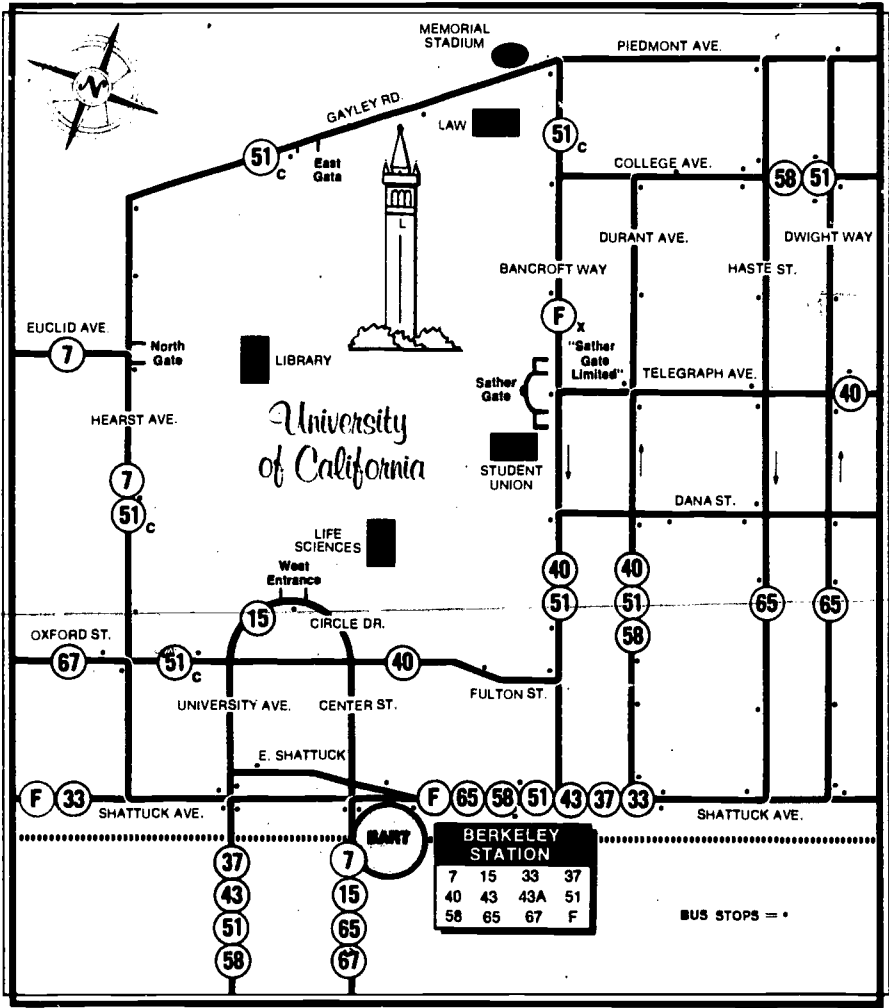 MEMORIAL
STADIUM
PIEDMONT AVE.
N
GAYLEY RD.
LAW
51 C
51 C
East
Gata
COLLEGE AVE.
58 51
L
DURANT AVE.
DWIGHT WAY
BANCROFT WAY
HASTE ST.
F X
EUCLID AVE.
7
North
Gate
LIBRARY
"Sather
Gate
Limited"
TELEGRAPH AVE.
Sather
Gate
40
HEARST AVE.
University
of California
STUDENT
UNION
7
51 C
DANA ST.
LIFE
SCIENCES
West
Entrance
40
51
40
51
58
65
65
15
CIRCLE DR.
OXFORD ST.
67
51 C
40
FULTON ST.
UNIVERSITY AVE.
CENTER ST.
E. SHATTUCK
F 33
F 65 58 51 43 37 33
SHATTUCK AVE.
SHATTUCK AVE.
BART
BERKELEY
STATION
7 15 33 37
40 43 43A 51
58 65 67 F
37
43
51
58
7
15
65
67
BUS STOPS = •